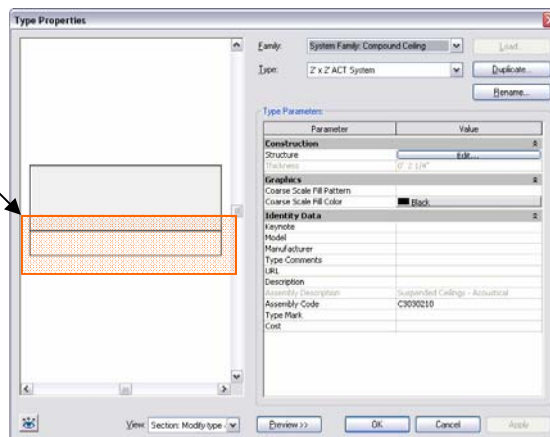 Type Properties
Family: System Family: Compound Ceiling Load...
Type: 2' x 2' ACT System Duplicate...
Rename...
Type Parameters
Parameter Value
Construction
Structure Edit...
Thickness 0' 2 1/4"
Graphics
Coarse Scale Fill Pattern
Coarse Scale Fill Color Black
Identity Data
Keynote
Model
Manufacturer
Type Comments
URL
Description
Assembly Description Suspended Ceilings - Acoustical
Assembly Code C3030210
Type Mark
Cost
View: Section: Modify type Preview >> OK Cancel Apply